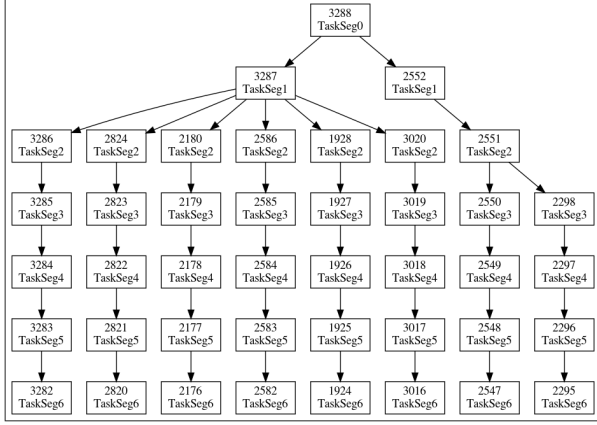 3288
TaskSeg0
3287
TaskSeg1
2552
TaskSeg1
3286
TaskSeg2
2824
TaskSeg2
2180
TaskSeg2
2586
TaskSeg2
1928
TaskSeg2
3020
TaskSeg2
2551
TaskSeg2
3285
TaskSeg3
2823
TaskSeg3
2179
TaskSeg3
2585
TaskSeg3
1927
TaskSeg3
3019
TaskSeg3
2550
TaskSeg3
2298
TaskSeg3
3284
TaskSeg4
2822
TaskSeg4
2178
TaskSeg4
2584
TaskSeg4
1926
TaskSeg4
3018
TaskSeg4
2549
TaskSeg4
2297
TaskSeg4
3283
TaskSeg5
2821
TaskSeg5
2177
TaskSeg5
2583
TaskSeg5
1925
TaskSeg5
3017
TaskSeg5
2548
TaskSeg5
2296
TaskSeg5
3282
TaskSeg6
2820
TaskSeg6
2176
TaskSeg6
2582
TaskSeg6
1924
TaskSeg6
3016
TaskSeg6
2547
TaskSeg6
2295
TaskSeg6